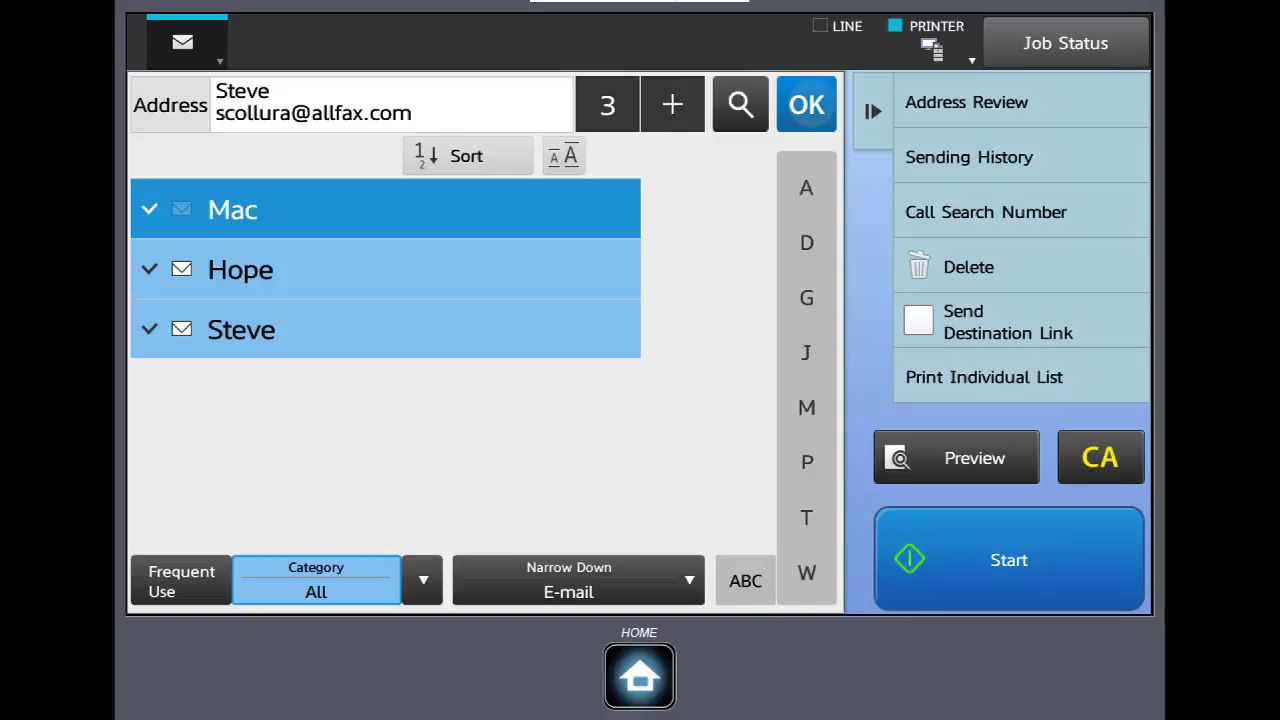 LINE
PRINTER
Job Status
Address
Steve
scollura@allfax.com
3
OK
Sort
A A
Mac
Hope
Steve
A
D
G
J
M
P
T
W
Address Review
Sending History
Call Search Number
Delete
Send
Destination Link
Print Individual List
Preview
CA
Start
Frequent
Use
Category
All
Narrow Down
E-mail
ABC
HOME